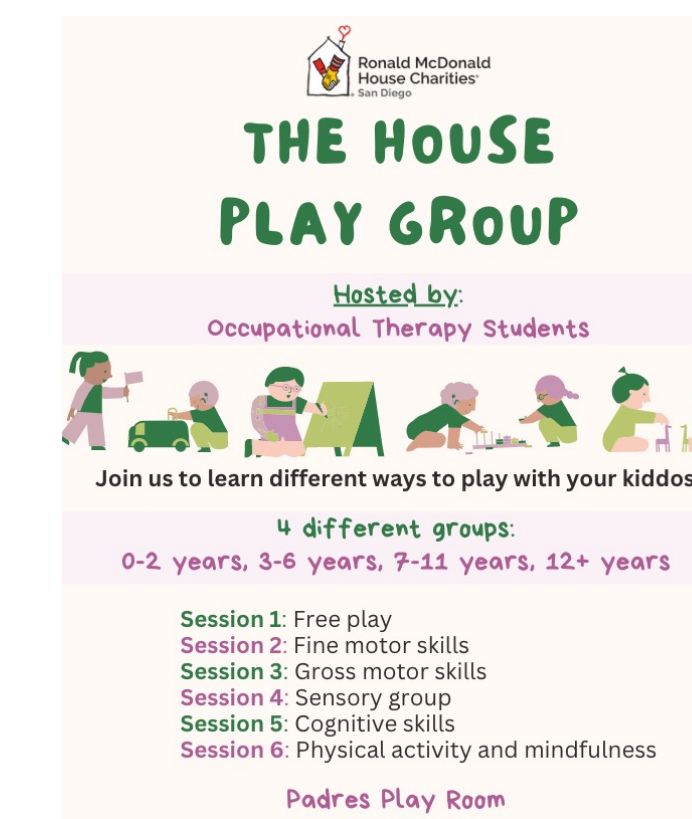 Ronald McDonald
House Charities®
San Diego
THE HOUSE
PLAY GROUP
Hosted by:
Occupational Therapy Students
Join us to learn different ways to play with your kiddos
4 different groups:
0-2 years, 3-6 years, 7-11 years, 12+ years
Session 1: Free play
Session 2: Fine motor skills
Session 3: Gross motor skills
Session 4: Sensory group
Session 5: Cognitive skills
Session 6: Physical activity and mindfulness
Padres Play Room